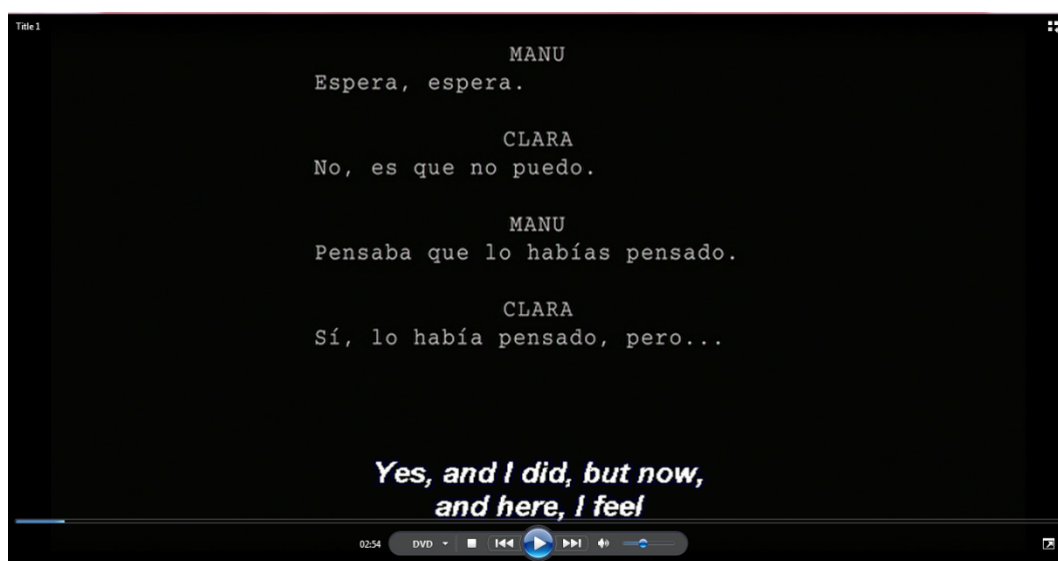 Title 1
MANU
Espera, espera.
CLARA
No, es que no puedo.
MANU
Pensaba que lo habías pensado.
CLARA
Sí, lo había pensado, pero...
Yes, and I did, but now,
and here, I feel
02:54 DVD